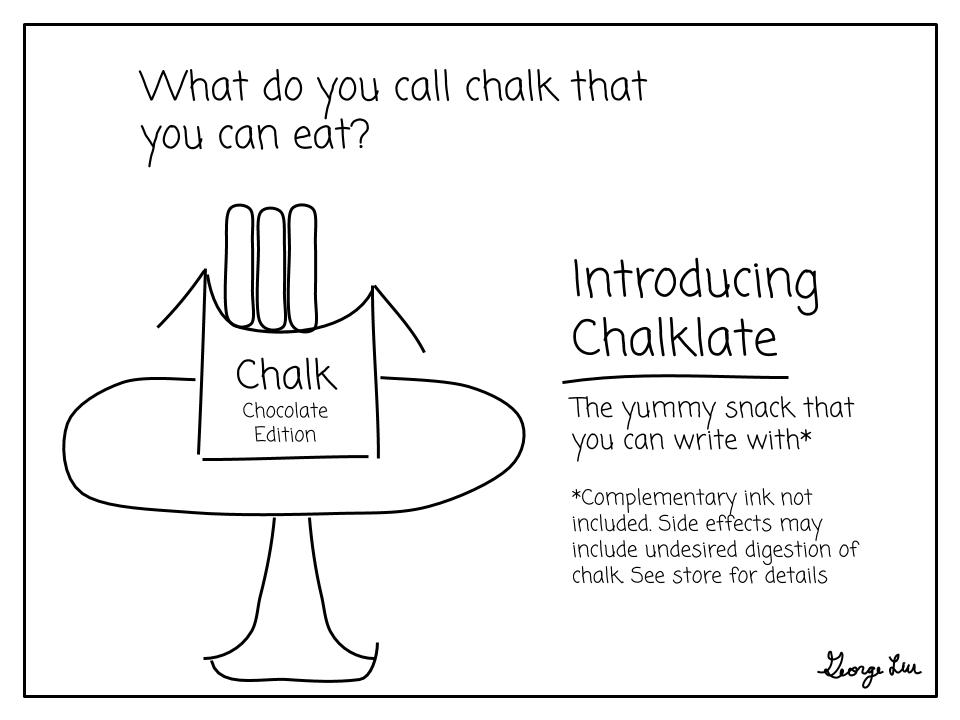 What do you call chalk that
you can eat?
Chalk
Chocolate
Edition
Introducing
Chalklate
The yummy snack that
you can write with*
*Complementary ink not
included. Side effects may
include undesired digestion of
chalk. See store for details
George Liu